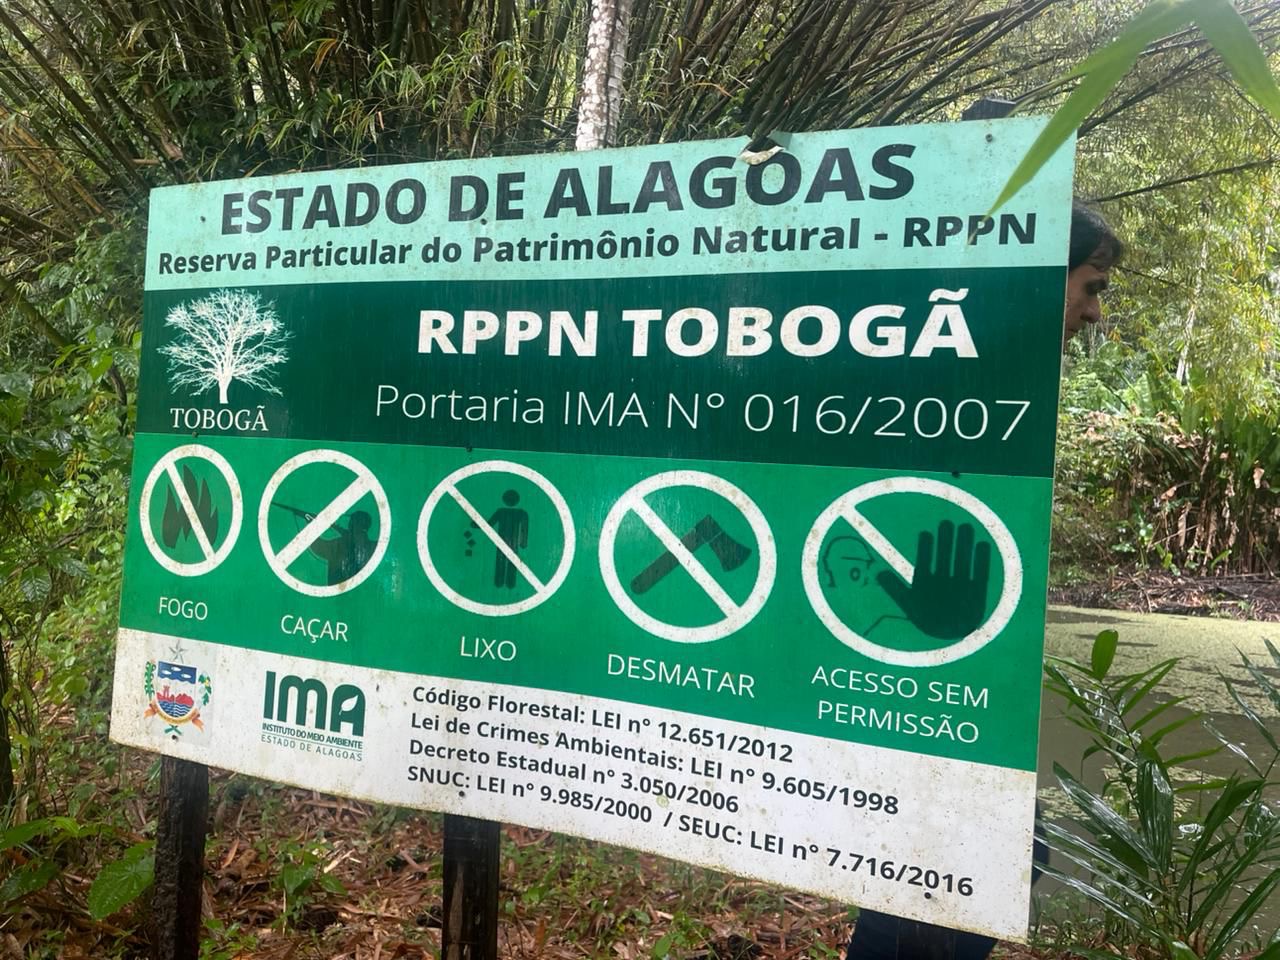 ESTADO DE ALAGOAS
Reserva Particular do Patrimônio Natural - RPPN
TOBOGÃ
RPPN TOBOGÃ
Portaria IMA N° 016/2007
FOGO
CAÇAR
LIXO
DESMATAR
ACESSO SEM
PERMISSÃO
IMA
INSTITUTO DO MEIO AMBIENTE
ESTADO DE ALAGOAS
Código Florestal: LEI n° 12.651/2012
Lei de Crimes Ambientais: LEI n° 9.605/1998
Decreto Estadual n° 3.050/2006
SNUC: LEI n° 9.985/2000 / SEUC: LEI n° 7.716/2016